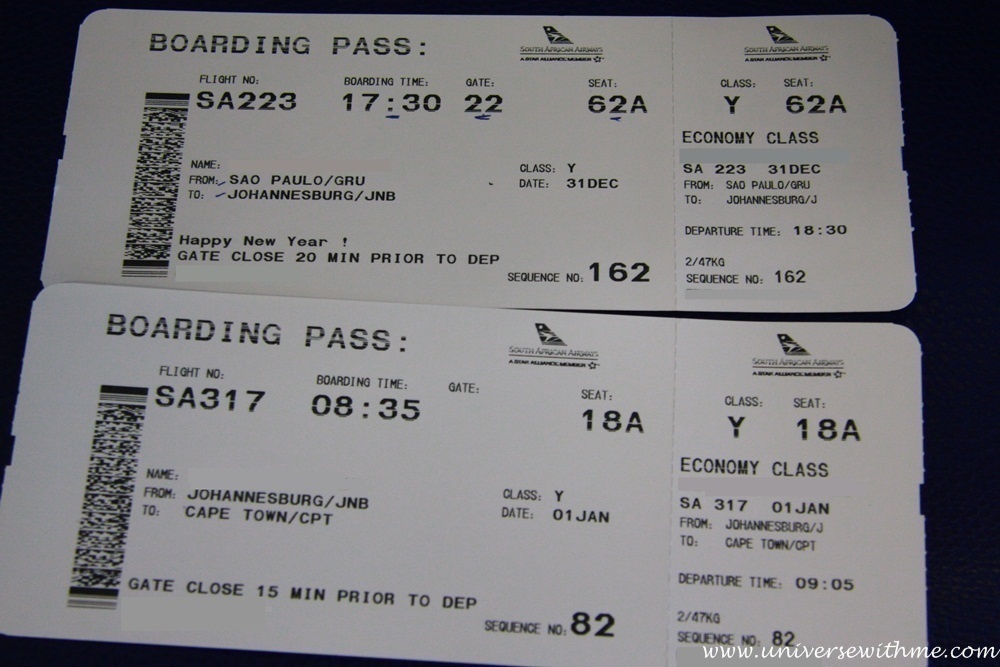 BOARDING PASS:
SOUTH AFRICAN AIRWAYS
A STAR ALLIANCE MEMBER
FLIGHT NO: BOARDING TIME: GATE: SEAT:
SA223 17:30 22 62A
NAME:
FROM: SAO PAULO/GRU
TO: JOHANNESBURG/JNB
CLASS: Y
DATE: 31DEC
Happy New Year !
GATE CLOSE 20 MIN PRIOR TO DEP
SEQUENCE NO: 162
SOUTH AFRICAN AIRWAYS
A STAR ALLIANCE MEMBER
CLASS: SEAT:
Y 62A
ECONOMY CLASS
SA 223 31DEC
FROM: SAO PAULO/GRU
TO: JOHANNESBURG/J
DEPARTURE TIME: 18:30
2/47KG
SEQUENCE NO: 162
BOARDING PASS:
SOUTH AFRICAN AIRWAYS
A STAR ALLIANCE MEMBER
FLIGHT NO: BOARDING TIME: GATE: SEAT:
SA317 08:35 18A
NAME:
FROM: JOHANNESBURG/JNB
TO: CAPE TOWN/CPT
CLASS: Y
DATE: 01JAN
GATE CLOSE 15 MIN PRIOR TO DEP
SEQUENCE NO: 82
SOUTH AFRICAN AIRWAYS
A STAR ALLIANCE MEMBER
CLASS: SEAT:
Y 18A
ECONOMY CLASS
SA 317 01JAN
FROM: JOHANNESBURG/J
TO: CAPE TOWN/CPT
DEPARTURE TIME: 09:05
2/47KG
SEQUENCE NO: 82
www.universewithme.com